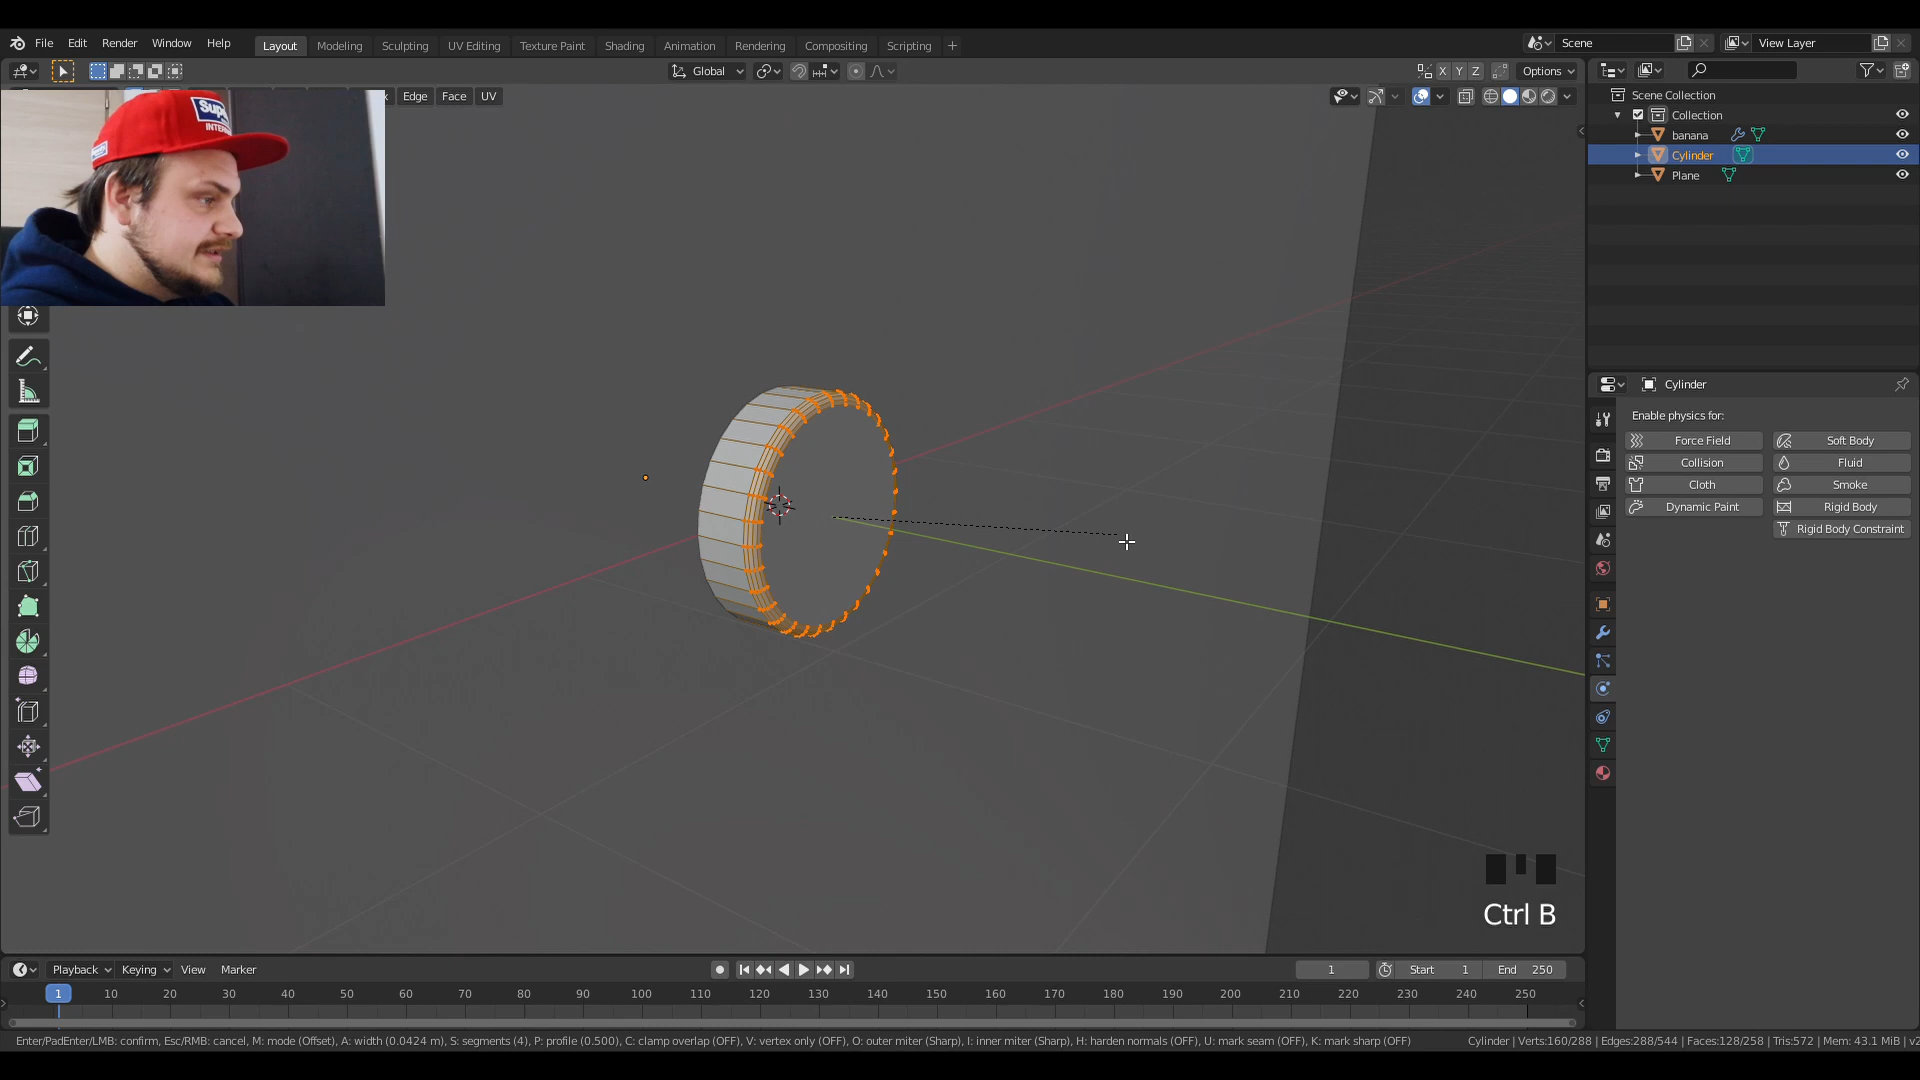 File Edit Render Window Help Layout Modeling Sculpting UV Editing Texture Paint Shading Animation Rendering Compositing Scripting + Scene View Layer
Global X Y Z Options
Edge Face UV
Scene Collection
Collection
banana
Cylinder
Plane
Cylinder
Enable physics for:
Force Field Soft Body
Collision Fluid
Cloth Smoke
Dynamic Paint Rigid Body
Rigid Body Constraint
Ctrl B
Playback Keying View Marker 1 Start 1 End 250
1 10 20 30 40 50 60 70 80 90 100 110 120 130 140 150 160 170 180 190 200 210 220 230 240 250
Enter/PadEnter/LMB: confirm, Esc/RMB: cancel, M: mode (Offset), A: width (0.0424 m), S: segments (4), P: profile (0.500), C: clamp overlap (OFF), V: vertex only (OFF), O: outer miter (Sharp), I: inner miter (Sharp), H: harden normals (OFF), U: mark seam (OFF), K: mark sharp (OFF) Cylinder | Verts:160/288 | Edges:288/544 | Faces:128/258 | Tris:572 | Mem: 43.1 MiB | v2